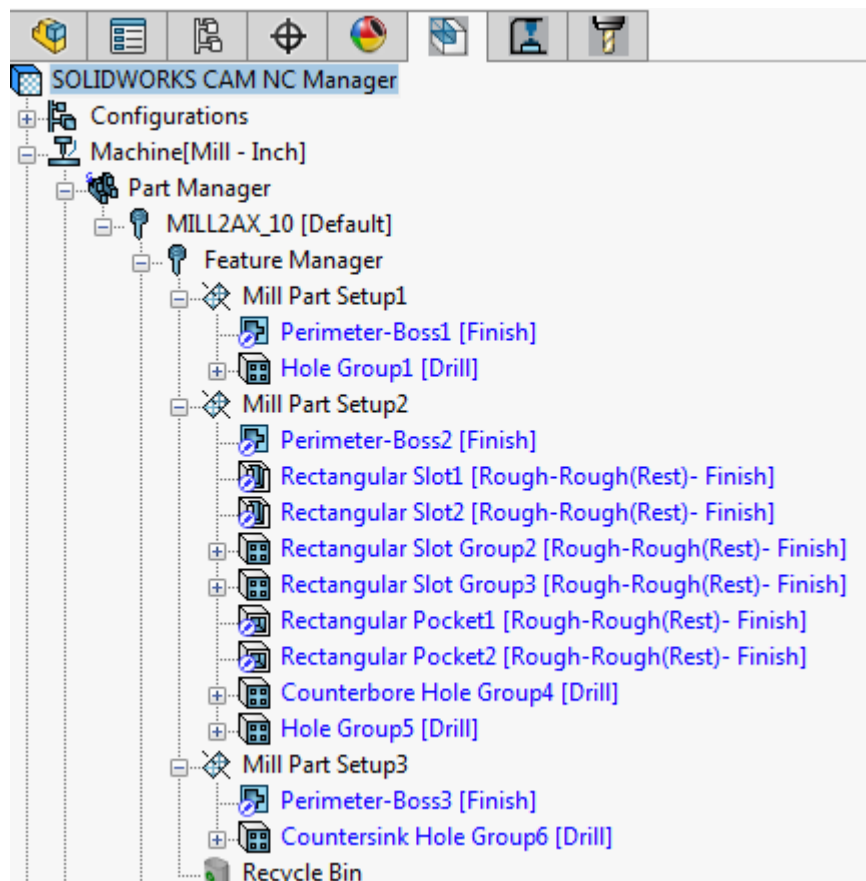 SOLIDWORKS CAM NC Manager
Configurations
Machine[Mill - Inch]
Part Manager
MILL2AX_10 [Default]
Feature Manager
Mill Part Setup1
Perimeter-Boss1 [Finish]
Hole Group1 [Drill]
Mill Part Setup2
Perimeter-Boss2 [Finish]
Rectangular Slot1 [Rough-Rough(Rest)- Finish]
Rectangular Slot2 [Rough-Rough(Rest)- Finish]
Rectangular Slot Group2 [Rough-Rough(Rest)- Finish]
Rectangular Slot Group3 [Rough-Rough(Rest)- Finish]
Rectangular Pocket1 [Rough-Rough(Rest)- Finish]
Rectangular Pocket2 [Rough-Rough(Rest)- Finish]
Counterbore Hole Group4 [Drill]
Hole Group5 [Drill]
Mill Part Setup3
Perimeter-Boss3 [Finish]
Countersink Hole Group6 [Drill]
Recycle Bin